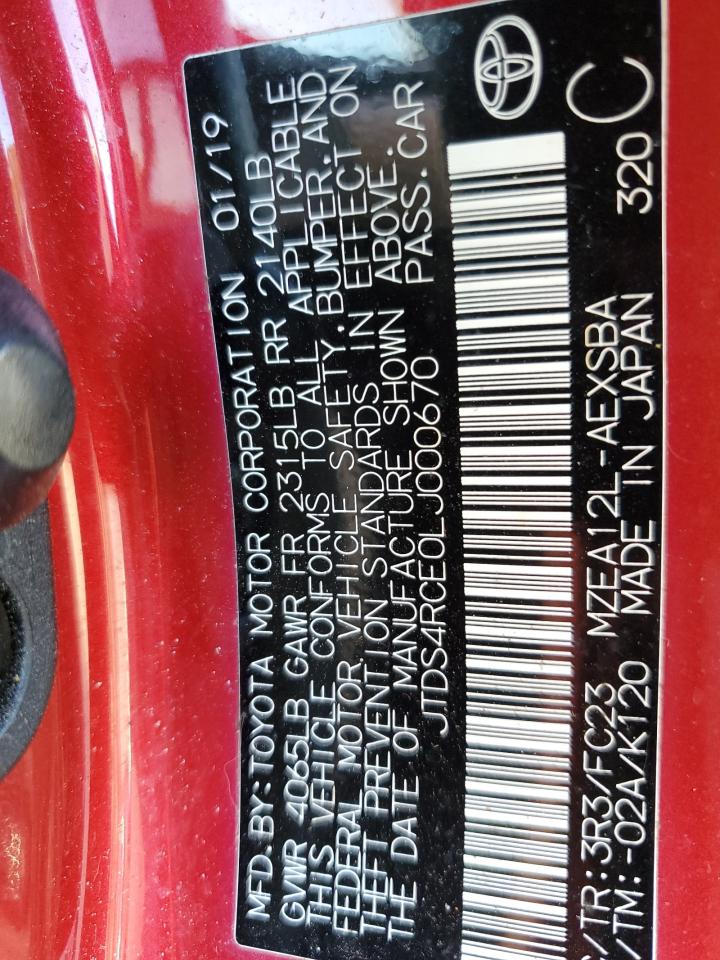 MFD.BY:TOYOTA MOTOR CORPORATION 01/19
GVWR 4065LB GAWR FR 2315LB RR 2140LB
THIS VEHICLE CONFORMS TO ALL APPLICABLE
FEDERAL MOTOR VEHICLE SAFETY,BUMPER,AND
THEFT PREVENTION STANDARDS IN EFFECT ON
THE DATE OF MANUFACTURE SHOWN ABOVE.
JTDS4RCE0LJ000670 PASS.CAR
/TR:3R3/FC23 MZEA12L-AEXSBA 320 C
/TM:-02A/K120 MADE IN JAPAN